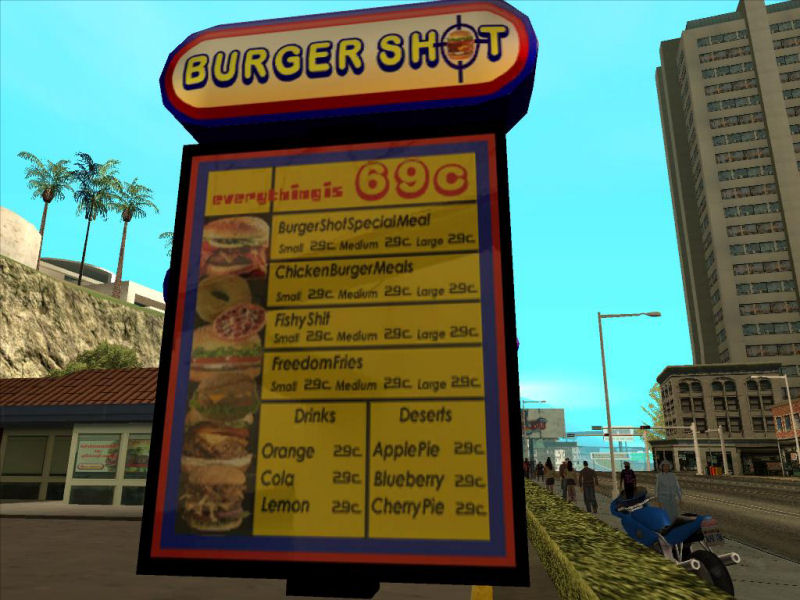 BURGER SHOT
everything is 69c
BurgerShotSpecialMeal
Small 29c. Medium 29c. Large 29c.
ChickenBurgerMeals
Small 29c. Medium 29c. Large 29c.
FishyShit
Small 29c. Medium 29c. Large 29c.
FreedomFries
Small 29c. Medium 29c. Large 29c.
Drinks
Orange 29c.
Cola 29c.
Lemon 29c.
Deserts
ApplePie 29c.
Blueberry 29c.
CherryPie 29c.